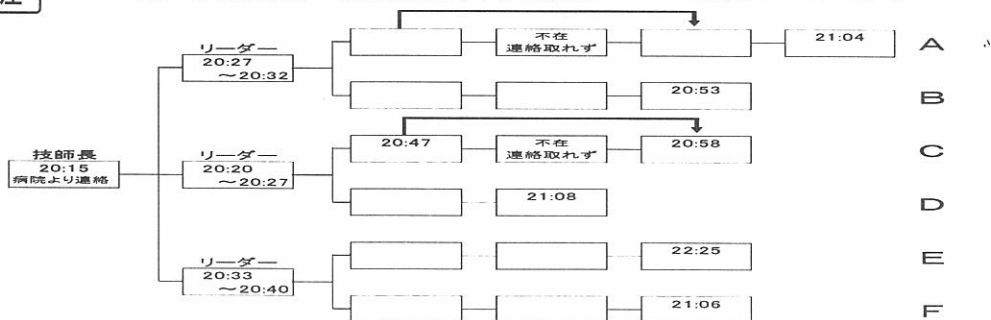 リーダー
20:27
～20:32
不在
連絡取れず
21:04
A
20:53
B
技師長
20:15
病院より連絡
リーダー
20:20
～20:27
20:47
不在
連絡取れず
20:58
C
21:08
D
リーダー
20:33
～20:40
22:25
E
21:06
F